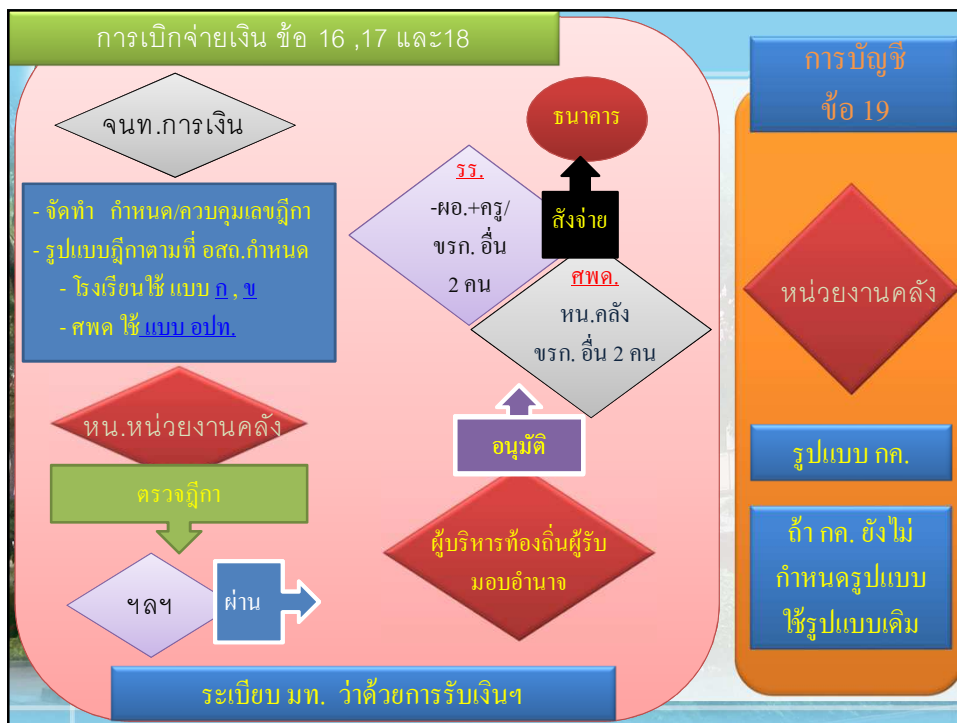 การเบิกจ่ายเงิน ข้อ 16 ,17 และ18
จนท.การเงิน
- จัดทำ กำหนด/ควบคุมเลขฎีกา
- รูปแบบฎีกาตามที่ อสถ.กำหนด
- โรงเรียนใช้ แบบ ก , ข
- ศพด ใช้ แบบ อปท.
หน.หน่วยงานคลัง
ตรวจฎีกา
ฯลฯ
ผ่าน
ผู้บริหารท้องถิ่นผู้รับ
มอบอำนาจ
อนุมัติ
รร.
-ผอ.+ครู/
ขรก. อื่น
2 คน
ศพด.
หน.คลัง
ขรก. อื่น 2 คน
สั่งจ่าย
ธนาคาร
ระเบียบ มท. ว่าด้วยการรับเงินฯ
การบัญชี
ข้อ 19
หน่วยงานคลัง
รูปแบบ กค.
ถ้า กค. ยังไม่
กำหนดรูปแบบ
ใช้รูปแบบเดิม